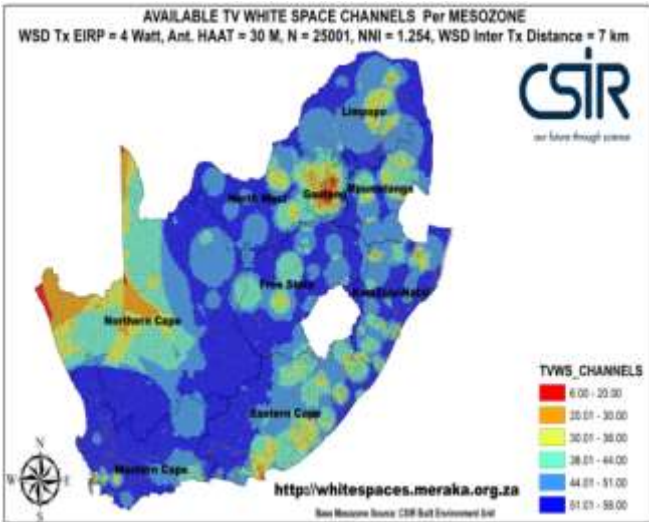 AVAILABLE TV WHITE SPACE CHANNELS Per MESOZONE
WSD Tx EIRP = 4 Watt, Ant. HAAT = 30 M, N = 25001, NNI = 1.254, WSD Inter Tx Distance = 7 km
CSIR
our future through science
Limpopo
North West
Gauteng
Mpumalanga
Free State
KwaZulu-Natal
Northern Cape
Eastern Cape
Western Cape
TVWS_CHANNELS
6.00 - 20.00
20.01 - 30.00
30.01 - 38.00
38.01 - 44.00
44.01 - 51.00
51.01 - 58.00
N
W E
S
http://whitespaces.meraka.org.za
Base Mesozone Source: CSIR Built Environment Unit